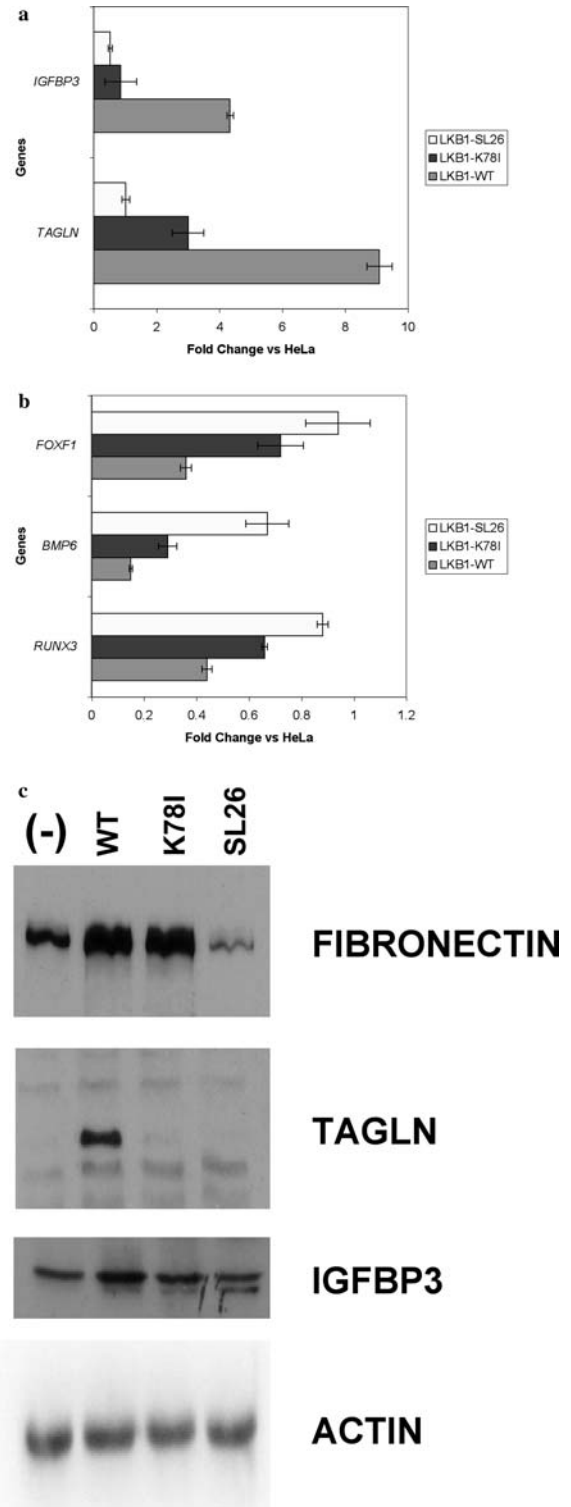 a
IGFBP3
TAGLN
Genes
0 2 4 6 8 10
Fold Change vs HeLa
LKB1-SL26
LKB1-K78I
LKB1-WT
b
FOXF1
BMP6
RUNX3
Genes
0 0.2 0.4 0.6 0.8 1 1.2
Fold Change vs HeLa
LKB1-SL26
LKB1-K78I
LKB1-WT
c
(-) WT K78I SL26
FIBRONECTIN
TAGLN
IGFBP3
ACTIN